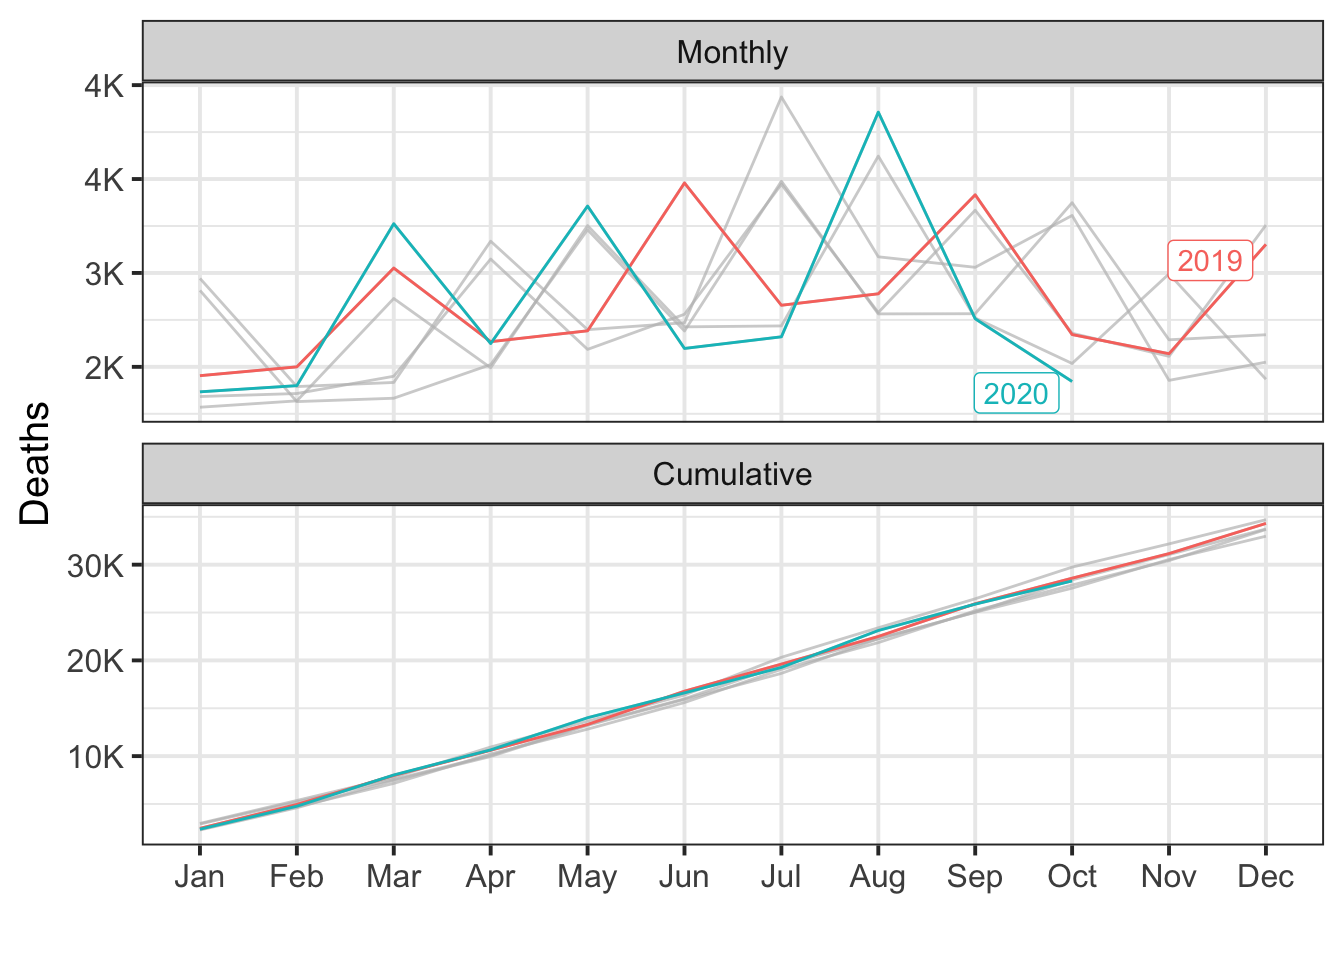 Monthly
4K
4K
3K
2K
2019
2020
Deaths
Cumulative
30K
20K
10K
Jan Feb Mar Apr May Jun Jul Aug Sep Oct Nov Dec